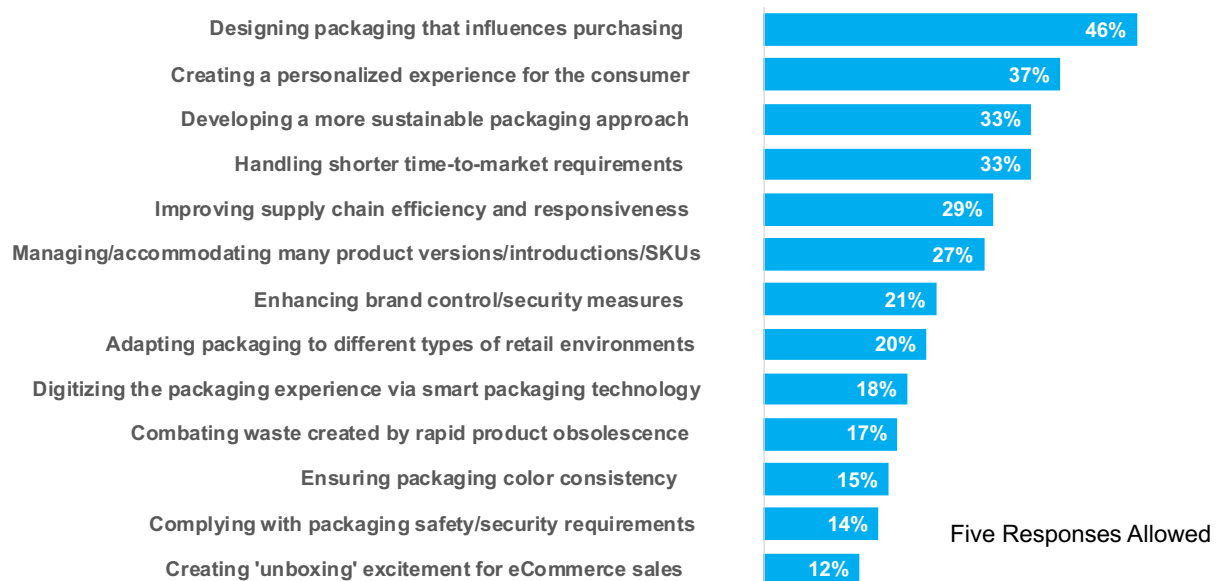 Designing packaging that influences purchasing 46%
Creating a personalized experience for the consumer 37%
Developing a more sustainable packaging approach 33%
Handling shorter time-to-market requirements 33%
Improving supply chain efficiency and responsiveness 29%
Managing/accommodating many product versions/introductions/SKUs 27%
Enhancing brand control/security measures 21%
Adapting packaging to different types of retail environments 20%
Digitizing the packaging experience via smart packaging technology 18%
Combating waste created by rapid product obsolescence 17%
Ensuring packaging color consistency 15%
Complying with packaging safety/security requirements 14%
Five Responses Allowed
Creating 'unboxing' excitement for eCommerce sales 12%